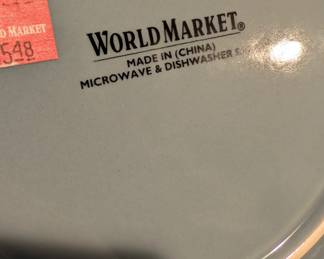 D MARKET
548
WORLD MARKET®
MADE IN (CHINA)
MICROWAVE & DISHWASHER